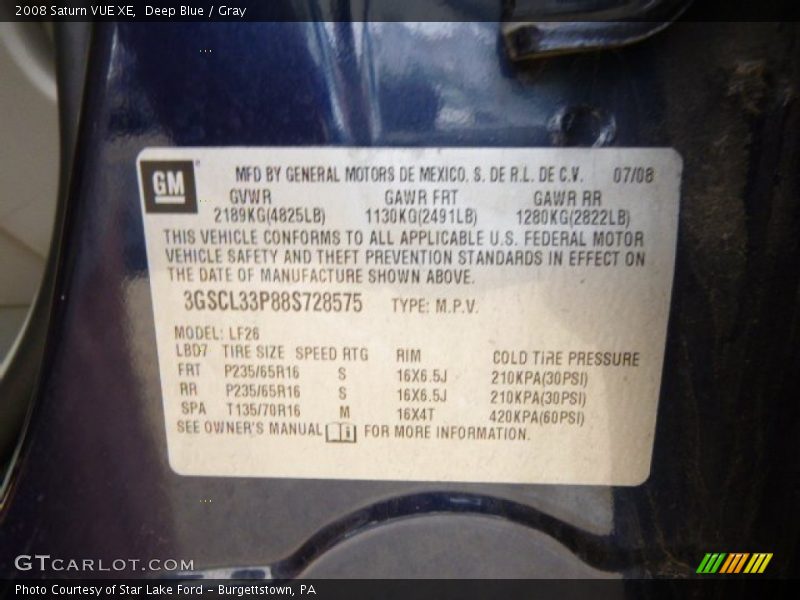 2008 Saturn VUE XE, Deep Blue / Gray
GM
MFD BY GENERAL MOTORS DE MEXICO, S. DE R.L. DE C.V. 07/08
GVWR GAWR FRT GAWR RR
2189KG(4825LB) 1130KG(2491LB) 1280KG(2822LB)
THIS VEHICLE CONFORMS TO ALL APPLICABLE U.S. FEDERAL MOTOR
VEHICLE SAFETY AND THEFT PREVENTION STANDARDS IN EFFECT ON
THE DATE OF MANUFACTURE SHOWN ABOVE.
3GSCL33P88S728575 TYPE: M.P.V.
MODEL: LF26
LBD7 TIRE SIZE SPEED RTG RIM COLD TIRE PRESSURE
FRT P235/65R16 S 16X6.5J 210KPA(30PSI)
RR P235/65R16 S 16X6.5J 210KPA(30PSI)
SPA T135/70R16 M 16X4T 420KPA(60PSI)
SEE OWNER'S MANUAL FOR MORE INFORMATION.
GTCARLOT.COM
Photo Courtesy of Star Lake Ford - Burgettstown, PA